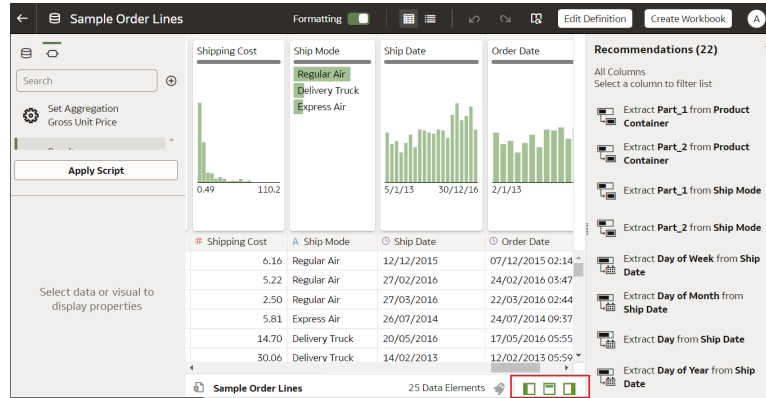 Sample Order Lines
Formatting
Edit Definition
Create Workbook
A
Search
Set Aggregation
Gross Unit Price
Apply Script
Select data or visual to
display properties
Shipping Cost
Ship Mode
Ship Date
Order Date
Regular Air
Delivery Truck
Express Air
0.49 110.2
5/1/13 30/12/16
2/1/13
# Shipping Cost
A Ship Mode
Ship Date
Order Date
6.16 Regular Air 12/12/2015 07/12/2015 02:14
5.22 Regular Air 27/02/2016 24/02/2016 03:47
2.50 Regular Air 27/03/2016 22/03/2016 02:44
5.81 Express Air 26/07/2014 24/07/2014 09:37
14.70 Delivery Truck 20/05/2016 17/05/2016 05:55
30.06 Delivery Truck 14/02/2013 12/02/2013 05:59
Sample Order Lines
25 Data Elements
Recommendations (22)
All Columns
Select a column to filter list
Extract Part_1 from Product
Container
Extract Part_2 from Product
Container
Extract Part_1 from Ship Mode
Extract Part_2 from Ship Mode
Extract Day of Week from Ship
Date
Extract Day of Month from
Ship Date
Extract Day from Ship Date
Extract Day of Year from Ship
Date